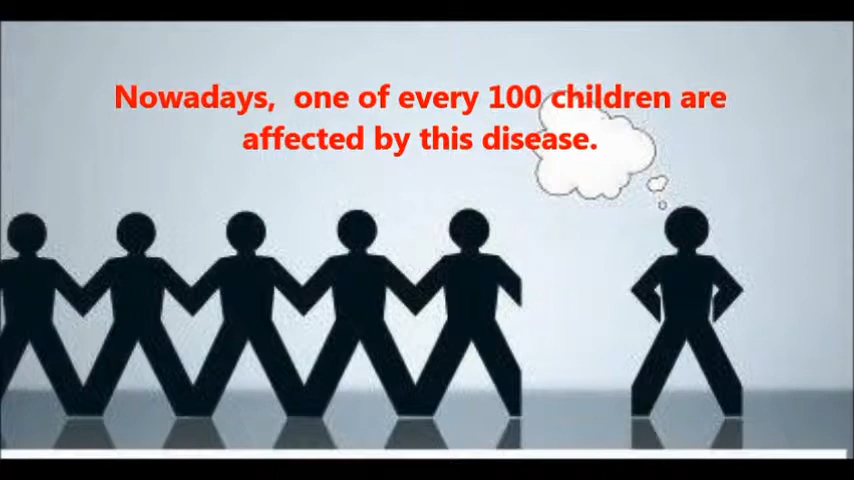 Nowadays,  one of every 100 children are
affected by this disease.